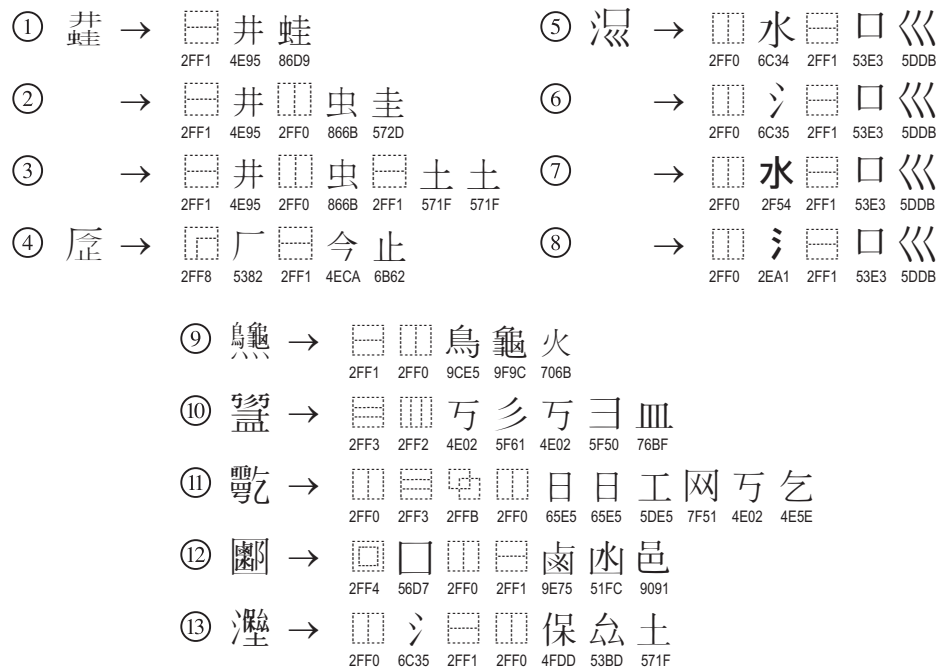 ① → ⿱ 井 蛙
2FF1 4E95 86D9
② → ⿱ 井 ⿰ 虫 圭
2FF1 4E95 2FF0 866B 572D
③ → ⿱ 井 ⿰ 虫 ⿱ 土 土
2FF1 4E95 2FF0 866B 2FF1 571F 571F
④ → ⿸ 厂 ⿱ 今 止
2FF8 5382 2FF1 4ECA 6B62
⑤ → ⿰ 水 ⿱ 口 巛
2FF0 6C34 2FF1 53E3 5DDB
⑥ → ⿰ 氵 ⿱ 口 巛
2FF0 6C35 2FF1 53E3 5DDB
⑦ → ⿰ ⽔ ⿱ 口 巛
2FF0 2F54 2FF1 53E3 5DDB
⑧ → ⿰ ⺡ ⿱ 口 巛
2FF0 2EA1 2FF1 53E3 5DDB
⑨ → ⿱ ⿰ 鳥 龜 火
2FF1 2FF0 9CE5 9F9C 706B
⑩ → ⿳ ⿲ 丂 彡 丂 彐 皿
2FF3 2FF2 4E02 5F61 4E02 5F50 76BF
⑪ → ⿰ ⿳ ⿻ ⿰ 日 日 工 网 丂 乞
2FF0 2FF3 2FFB 2FF0 65E5 65E5 5DE5 7F51 4E02 4E5E
⑫ → ⿴ 囗 ⿰ ⿱ 鹵 凼 邑
2FF4 56D7 2FF0 2FF1 9E75 51FC 9091
⑬ → ⿰ 氵 ⿱ ⿰ 保 厽 土
2FF0 6C35 2FF1 2FF0 4FDD 53BD 571F